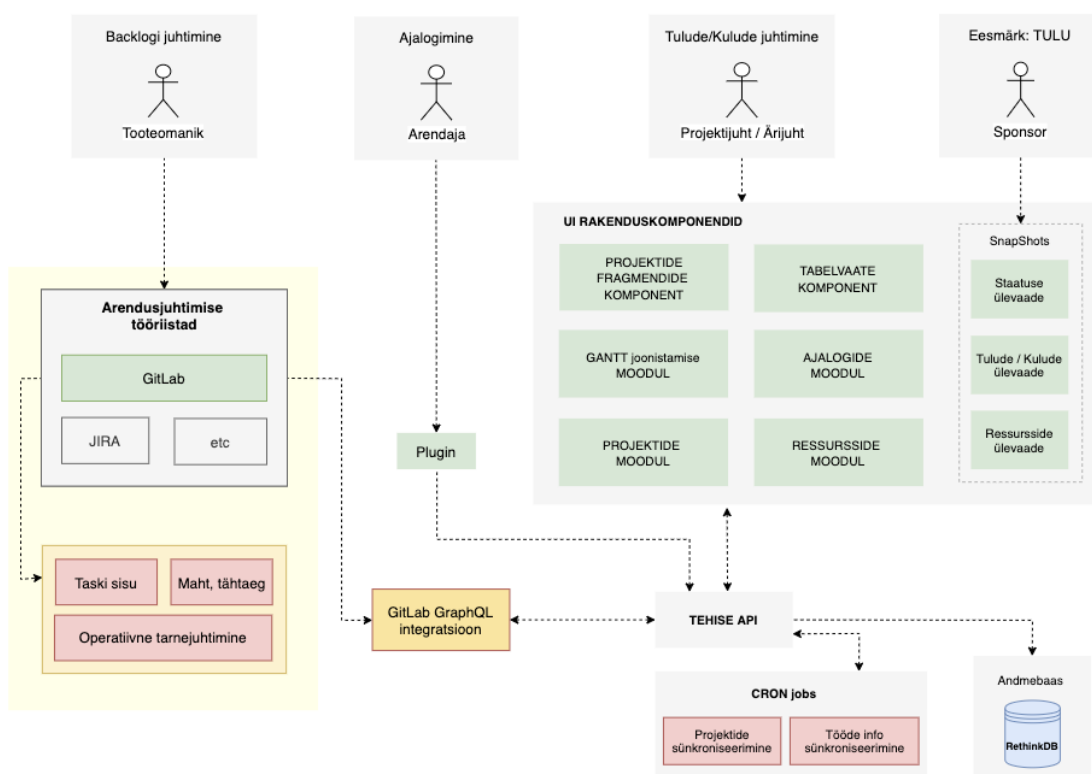 Backlogi juhtimine
Tooteomanik
Ajalogimine
Arendaja
Tulude/Kulude juhtimine
Projektijuht / Ärijuht
Eesmärk: TULU
Sponsor
UI RAKENDUSKOMPONENDID
PROJEKTIDE
FRAGMENDIDE
KOMPONENT
TABELVAATE
KOMPONENT
GANTT joonistamise
MOODUL
AJALOGIDE
MOODUL
PROJEKTIDE
MOODUL
RESSURSSIDE
MOODUL
SnapShots
Staatuse
ülevaade
Tulude / Kulude
ülevaade
Ressursside
ülevaade
Arendusjuhtimise
tööriistad
GitLab
JIRA
etc
Plugin
Taski sisu
Maht, tähtaeg
Operatiivne tarnejuhtimine
GitLab GraphQL
integratsioon
TEHISE API
CRON jobs
Projektide
sünkroniseerimine
Tööde info
sünkroniseerimine
Andmebaas
RethinkDB